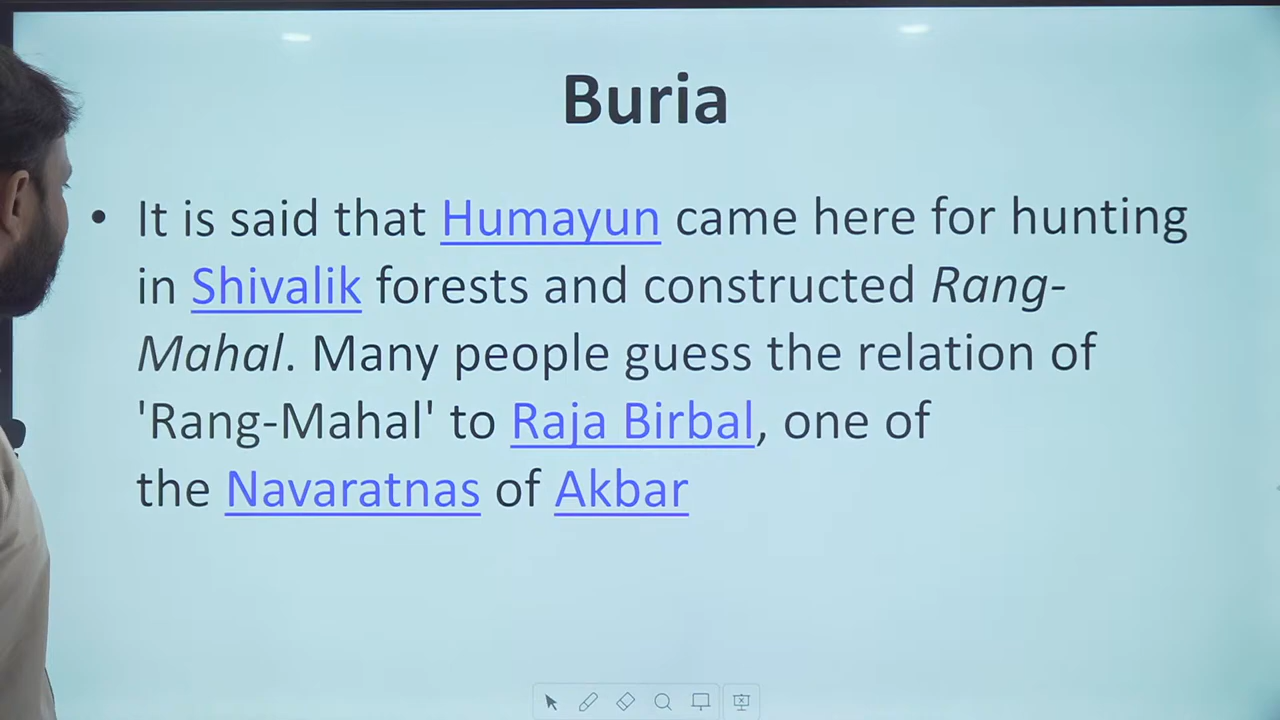 Buria
• It is said that Humayun came here for hunting
in Shivalik forests and constructed Rang-
Mahal. Many people guess the relation of
'Rang-Mahal' to Raja Birbal, one of
the Navaratnas of Akbar